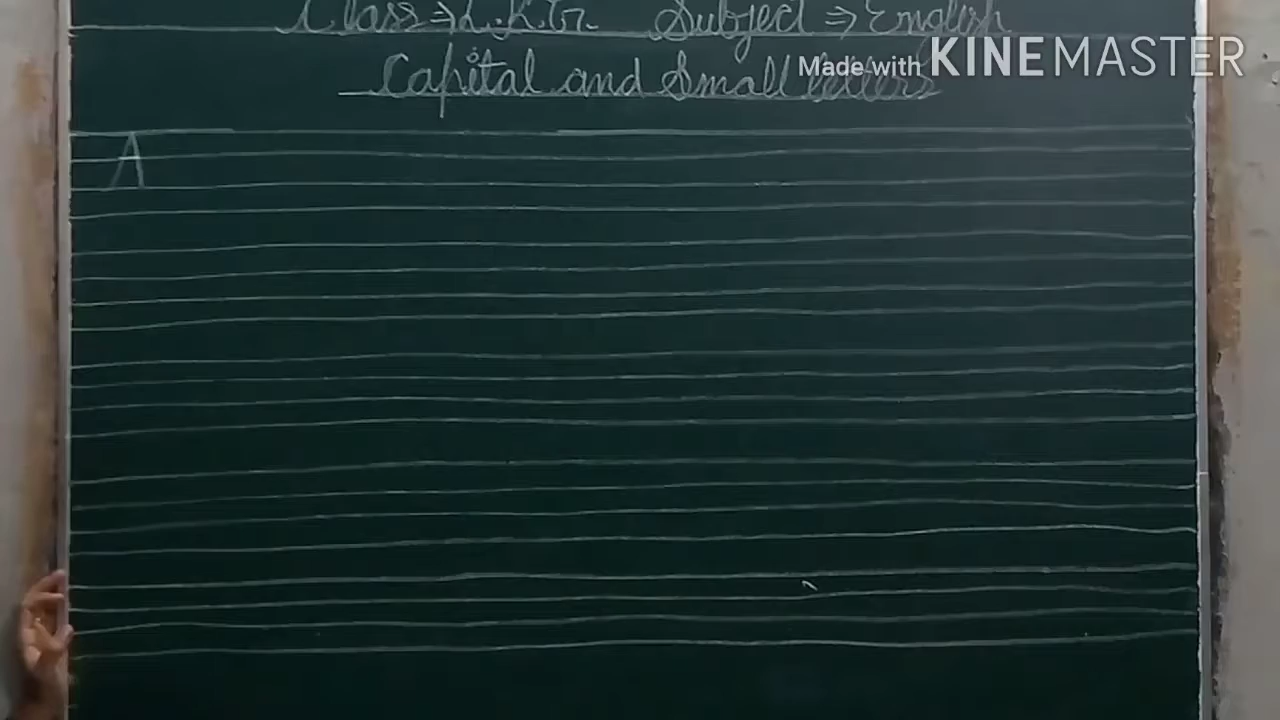 Class ⇒ L.K.G. Subject ⇒ English
Capital and Small letters
Made with KINEMASTER
A